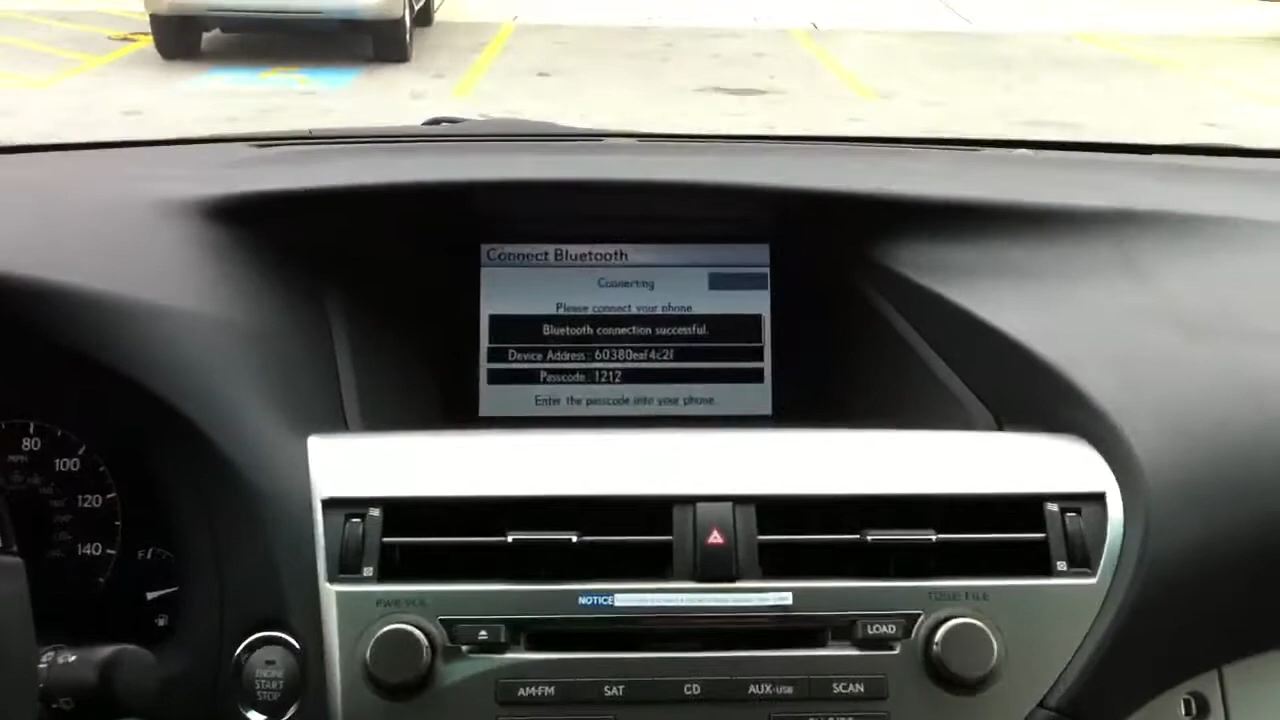 Connect Bluetooth
Connecting
Please connect your phone.
Bluetooth connection successful.
Device Address: 60380eaf4c2f
Passcode: 1212
Enter the passcode into your phone.
80
MPH
100
120
140
F
NOTICE
PWR·VOL
TUNE·FILE
LOAD
ENGINE
START
STOP
AM·FM
SAT
CD
AUX·USB
SCAN